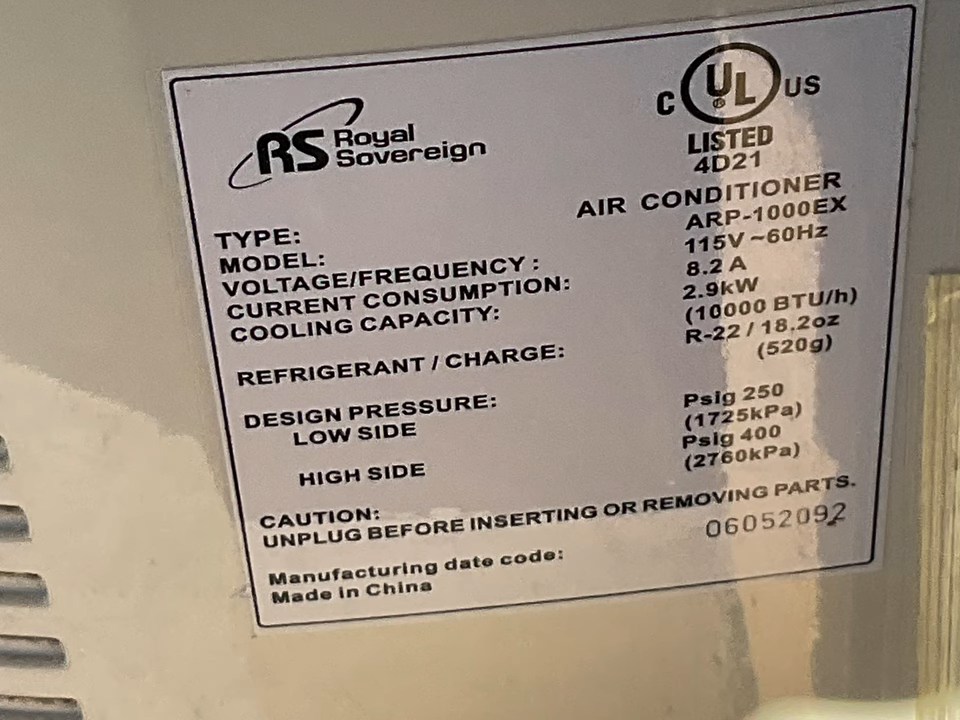 RS Royal Sovereign
C UL® US
LISTED
4D21
TYPE: AIR CONDITIONER
MODEL: ARP-1000EX
VOLTAGE/FREQUENCY: 115V ~60Hz
CURRENT CONSUMPTION: 8.2 A
COOLING CAPACITY: 2.9kW
(10000 BTU/h)
REFRIGERANT / CHARGE: R-22 / 18.2oz
(520g)
DESIGN PRESSURE:
LOW SIDE Psig 250
(1725kPa)
HIGH SIDE Psig 400
(2760kPa)
CAUTION:
UNPLUG BEFORE INSERTING OR REMOVING PARTS.
Manufacturing date code: 06052092
Made in China